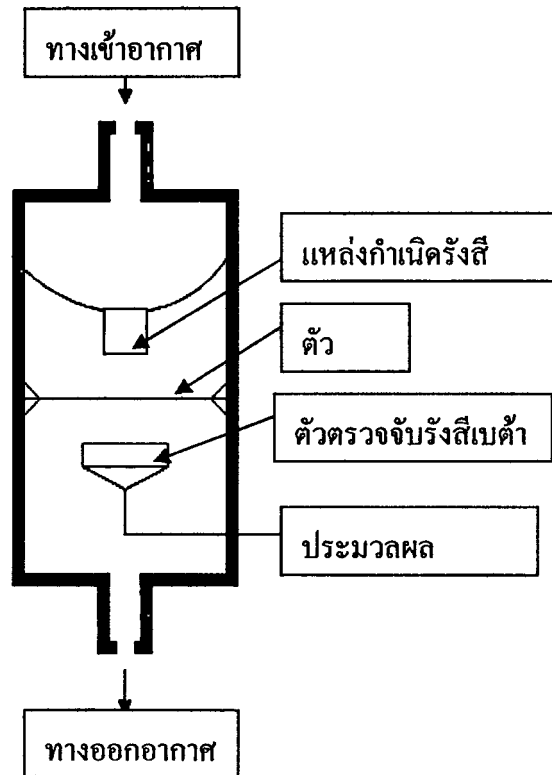 ทางเข้าอากาศ
แหล่งกำเนิดรังสี
ตัว
ตัวตรวจจับรังสีเบต้า
ประมวลผล
ทางออกอากาศ